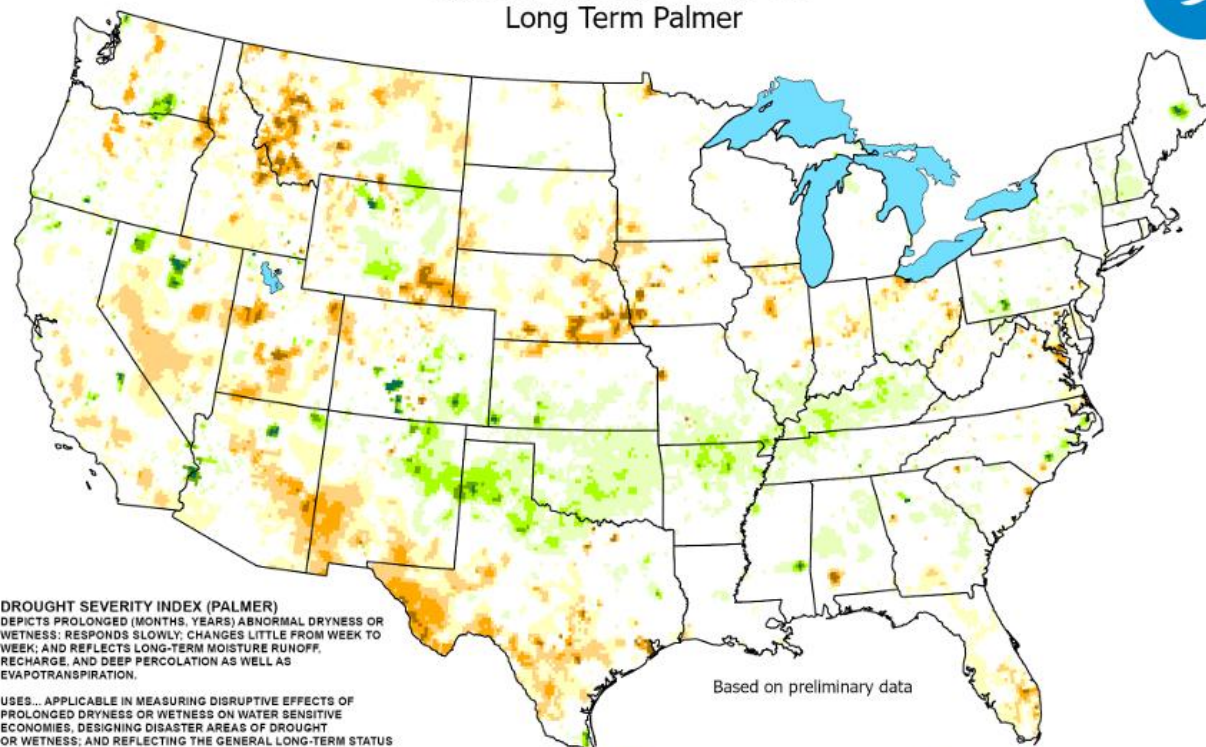 Long Term Palmer
DROUGHT SEVERITY INDEX (PALMER)
DEPICTS PROLONGED (MONTHS, YEARS) ABNORMAL DRYNESS OR
WETNESS; RESPONDS SLOWLY; CHANGES LITTLE FROM WEEK TO
WEEK; AND REFLECTS LONG-TERM MOISTURE RUNOFF,
RECHARGE, AND DEEP PERCOLATION AS WELL AS
EVAPOTRANSPIRATION.
USES... APPLICABLE IN MEASURING DISRUPTIVE EFFECTS OF
PROLONGED DRYNESS OR WETNESS ON WATER SENSITIVE
ECONOMIES, DESIGNING DISASTER AREAS OF DROUGHT
OR WETNESS; AND REFLECTING THE GENERAL LONG-TERM STATUS
Based on preliminary data